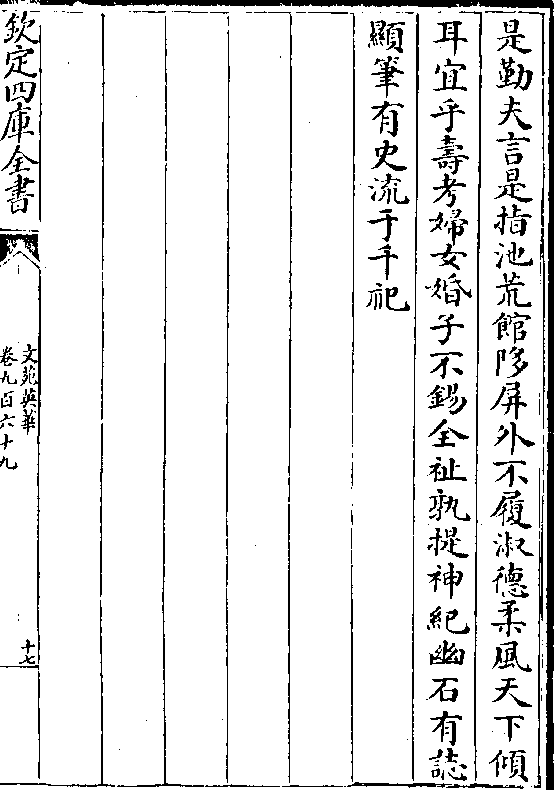 是勤夫言是指池荒館陊屏外不履淑德柔風天下傾
耳宜乎壽考婦女婚子不錫全祉孰提神紀幽石有誌
顯筆有史流于千祀
欽定四庫全書
文苑英華
卷九百六十九
十七